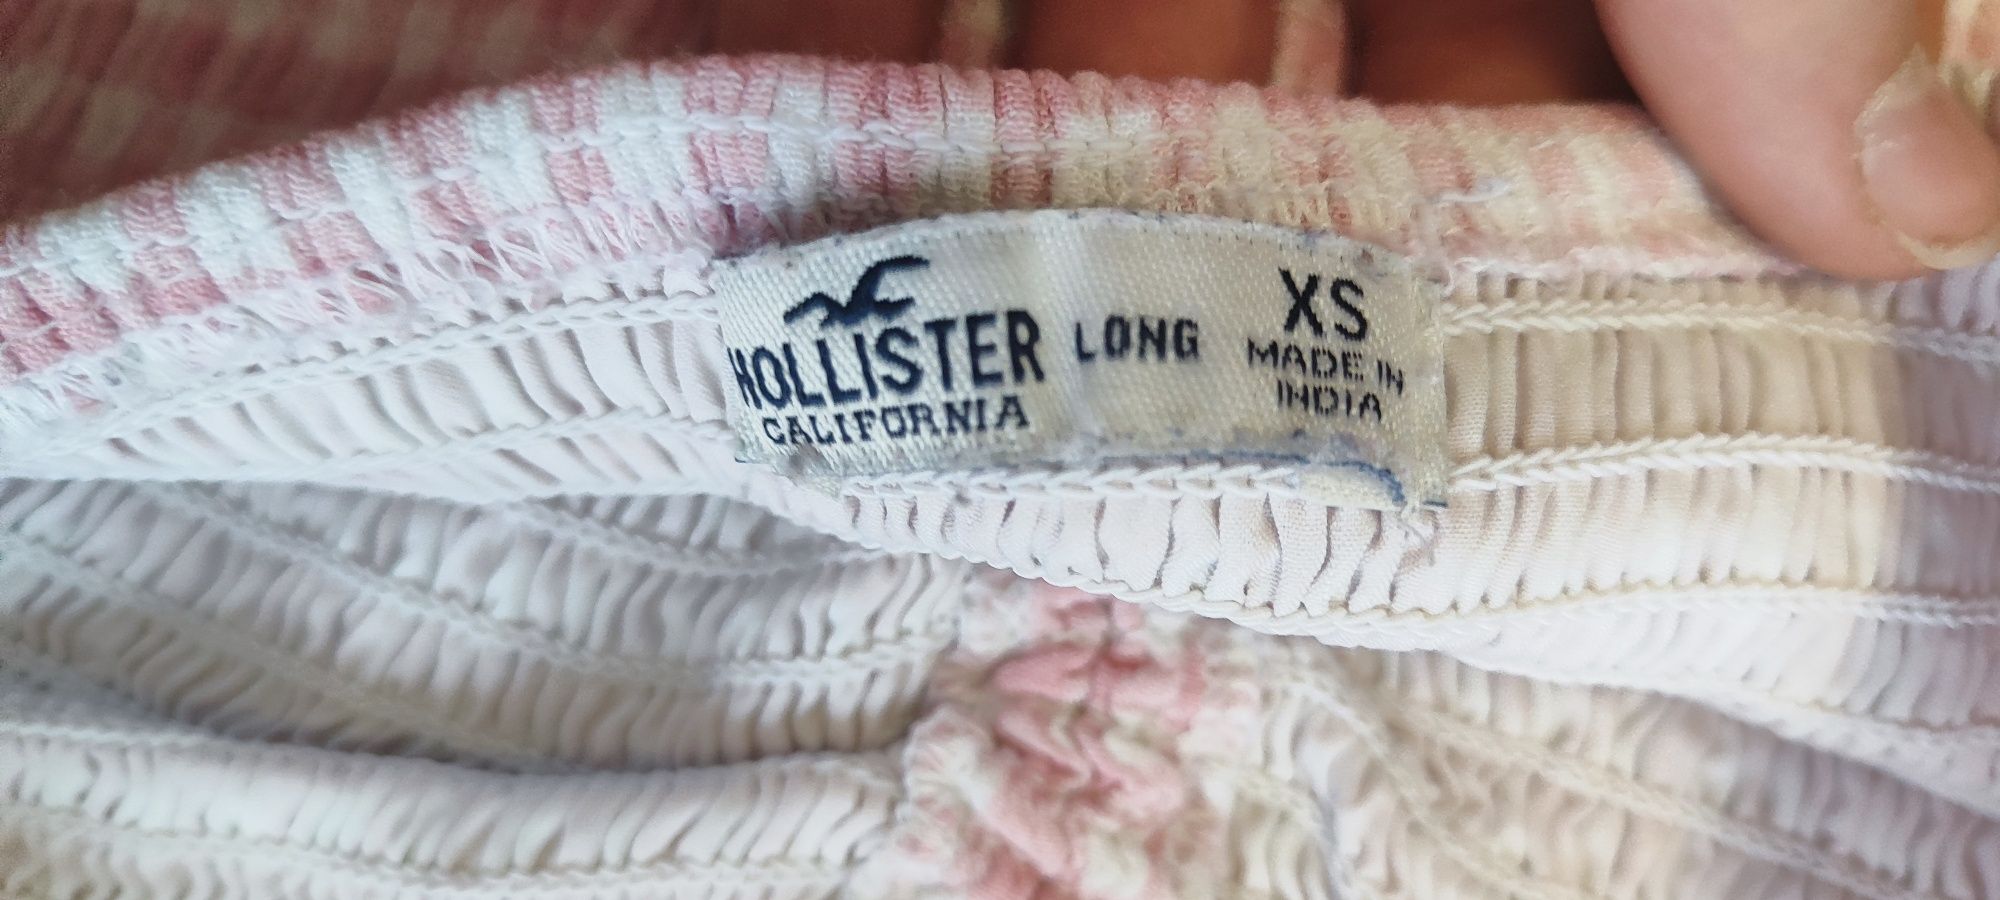 HOLLISTER
CALIFORNIA
LONG
XS
MADE IN
INDIA